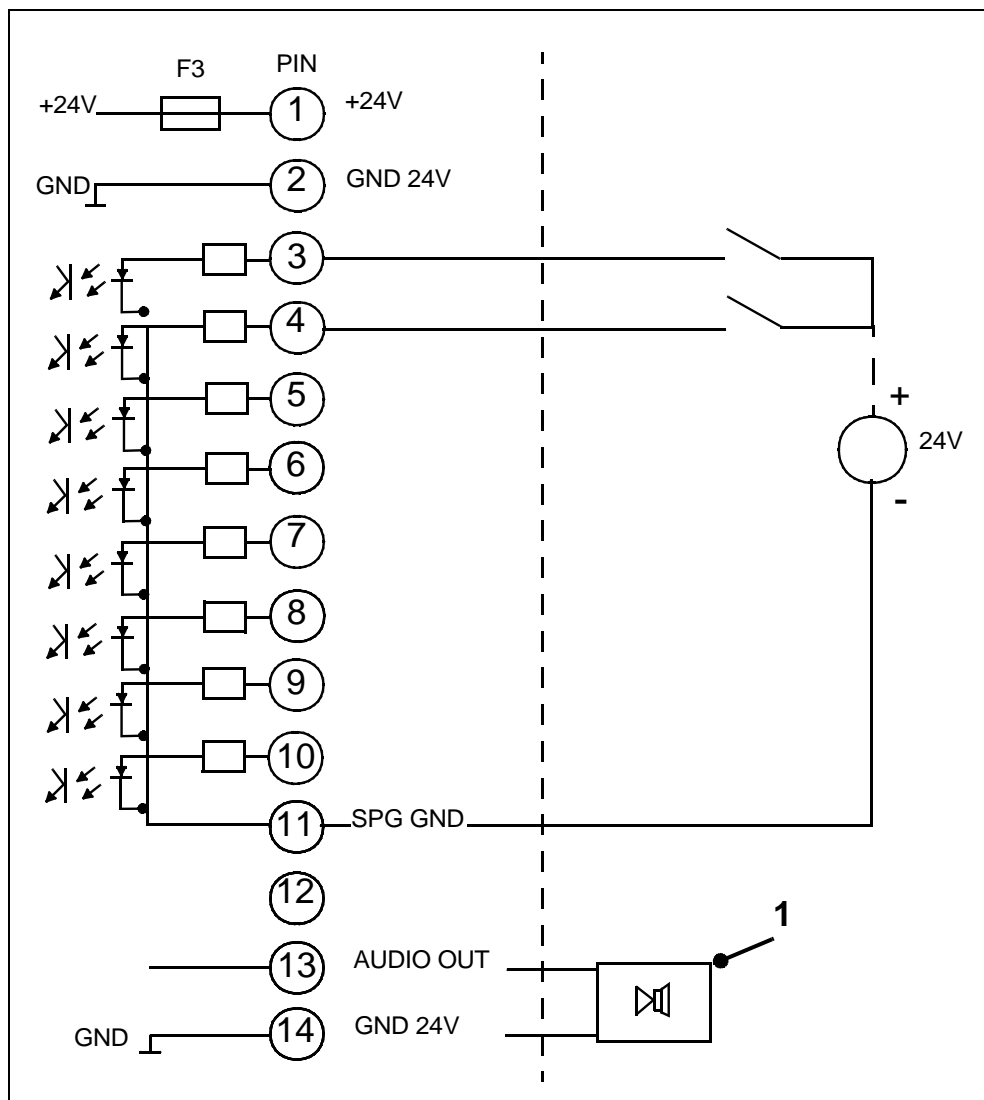 F3 PIN
+24V 1 +24V
GND 2 GND 24V
3
4
5
+
6 24V
-
7
8
9
10
11 SPG GND
12
1
13 AUDIO OUT
GND 14 GND 24V